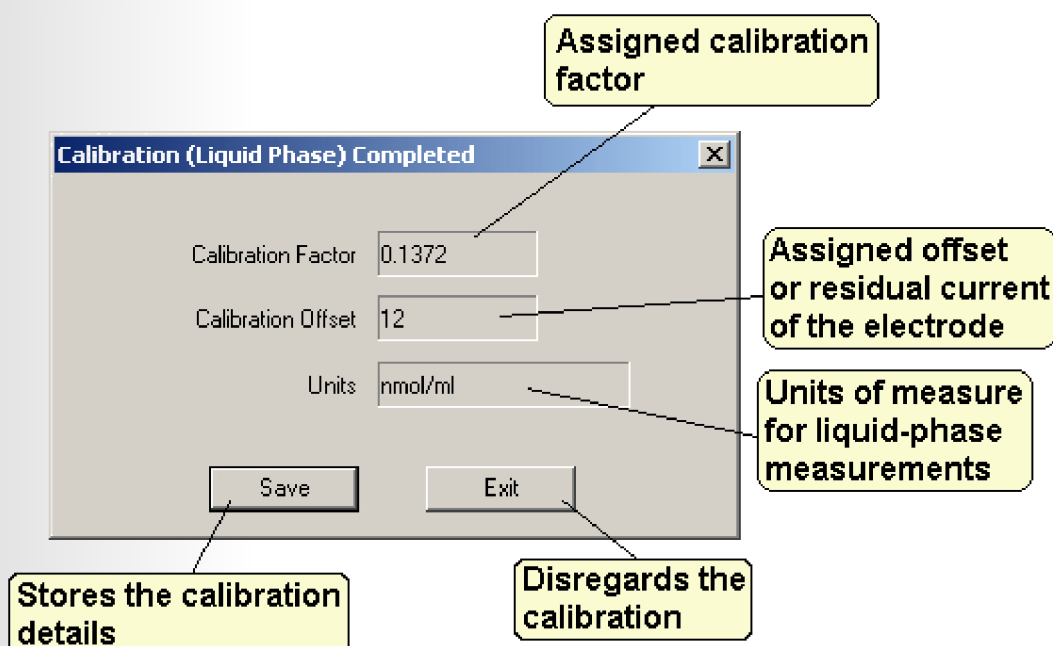 Assigned calibration
factor
Calibration (Liquid Phase) Completed
Calibration Factor 0.1372
Assigned offset
or residual current
of the electrode
Calibration Offset 12
Units nmol/ml
Units of measure
for liquid-phase
measurements
Save Exit
Stores the calibration
details
Disregards the
calibration